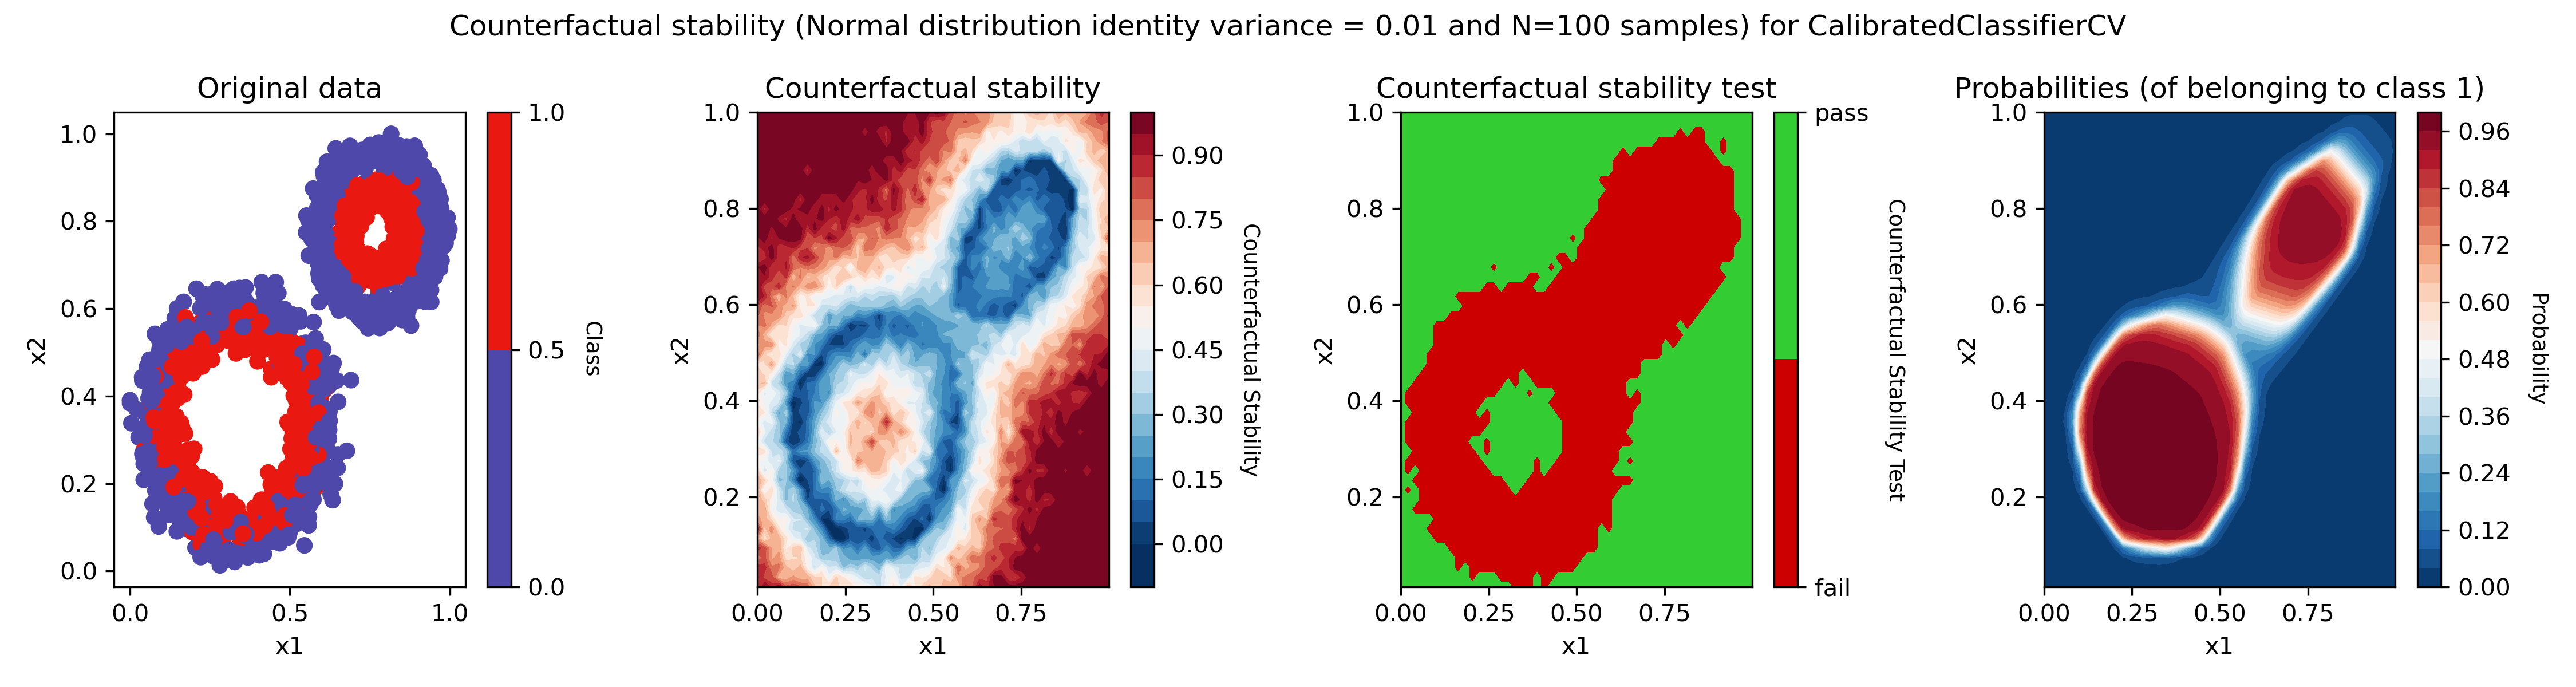 Counterfactual stability (Normal distribution identity variance = 0.01 and N=100 samples) for CalibratedClassifierCV
Original data
1.0
0.8
0.6
0.4
0.2
0.0
x2
0.0 0.5 1.0
x1
1.0
0.5
0.0
Class
Counterfactual stability
1.0
0.8
0.6
0.4
0.2
x2
0.00 0.25 0.50 0.75
x1
0.90
0.75
0.60
0.45
0.30
0.15
0.00
Counterfactual Stability
Counterfactual stability test
1.0
0.8
0.6
0.4
0.2
x2
0.00 0.25 0.50 0.75
x1
pass
fail
Counterfactual Stability Test
Probabilities (of belonging to class 1)
1.0
0.8
0.6
0.4
0.2
x2
0.00 0.25 0.50 0.75
x1
0.96
0.84
0.72
0.60
0.48
0.36
0.24
0.12
0.00
Probability